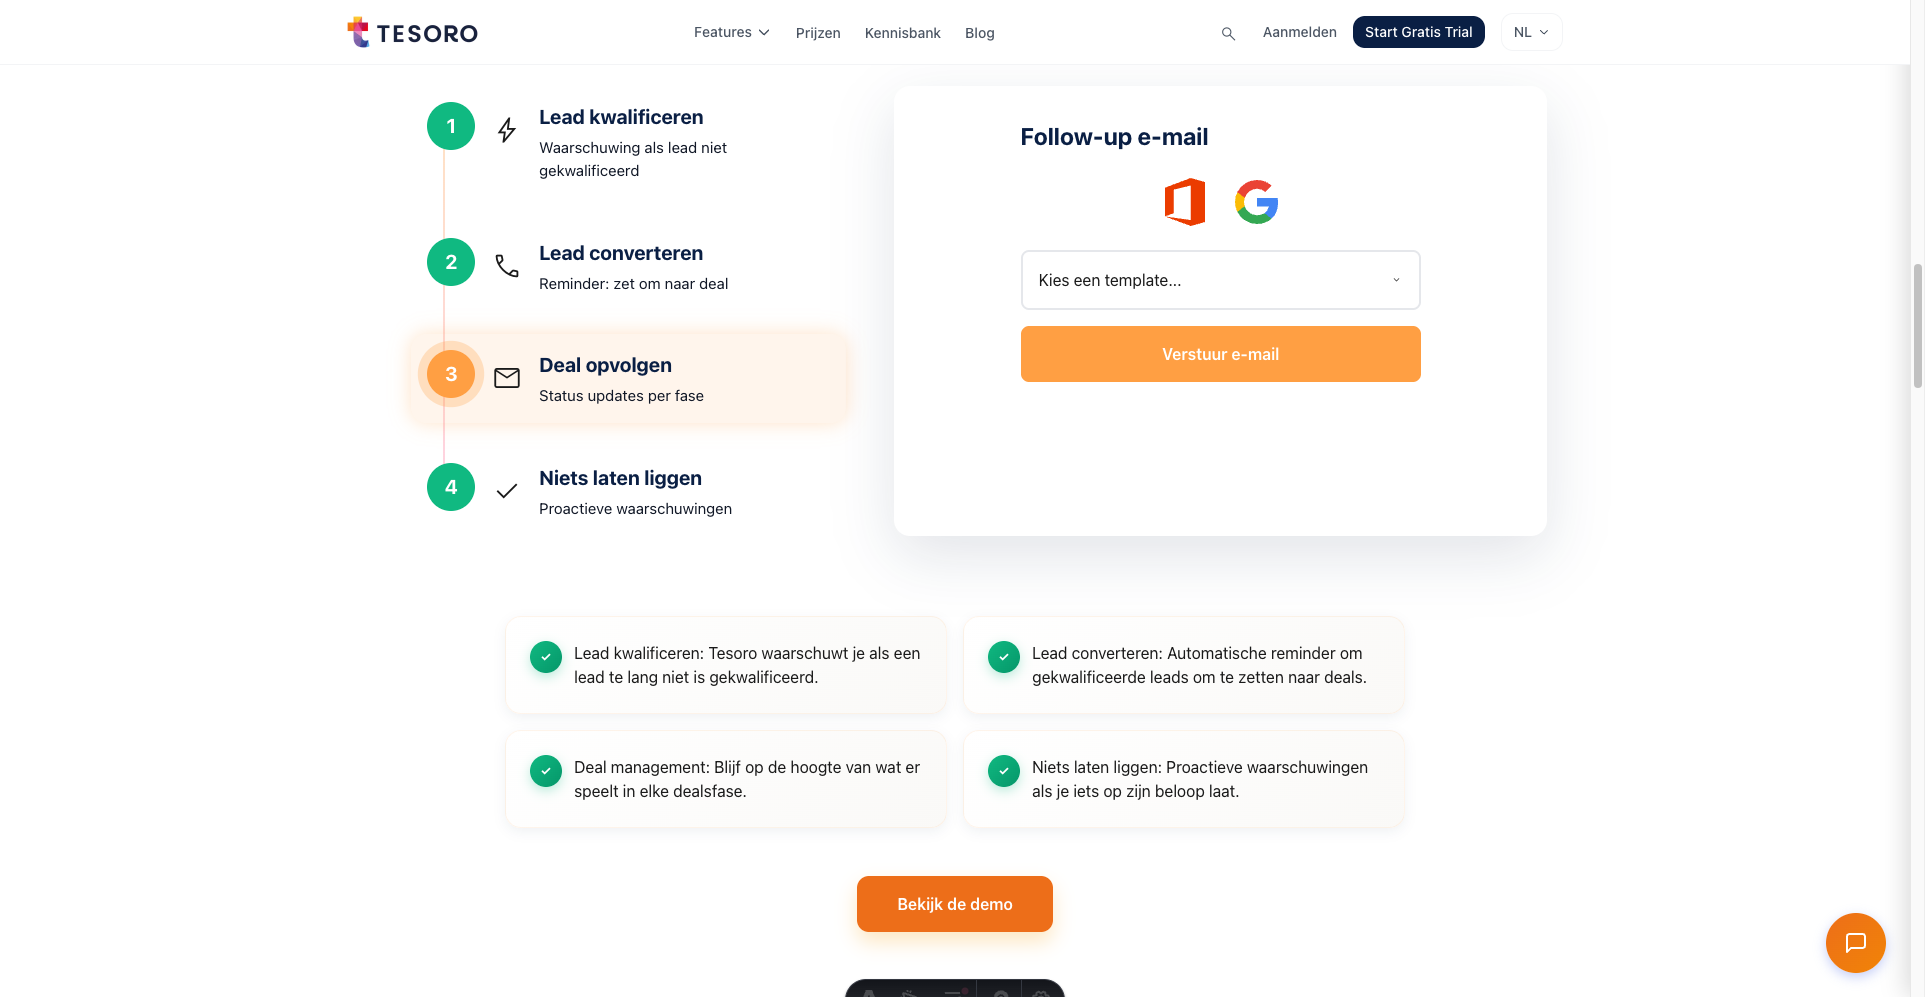 TESORO
Features
Prijzen
Kennisbank
Blog
Aanmelden
Start Gratis Trial
NL
1
Lead kwalificeren
Waarschuwing als lead niet
gekwalificeerd
2
Lead converteren
Reminder: zet om naar deal
3
Deal opvolgen
Status updates per fase
4
Niets laten liggen
Proactieve waarschuwingen
Follow-up e-mail
Kies een template...
Verstuur e-mail
Lead kwalificeren: Tesoro waarschuwt je als een
lead te lang niet is gekwalificeerd.
Lead converteren: Automatische reminder om
gekwalificeerde leads om te zetten naar deals.
Deal management: Blijf op de hoogte van wat er
speelt in elke dealsfase.
Niets laten liggen: Proactieve waarschuwingen
als je iets op zijn beloop laat.
Bekijk de demo